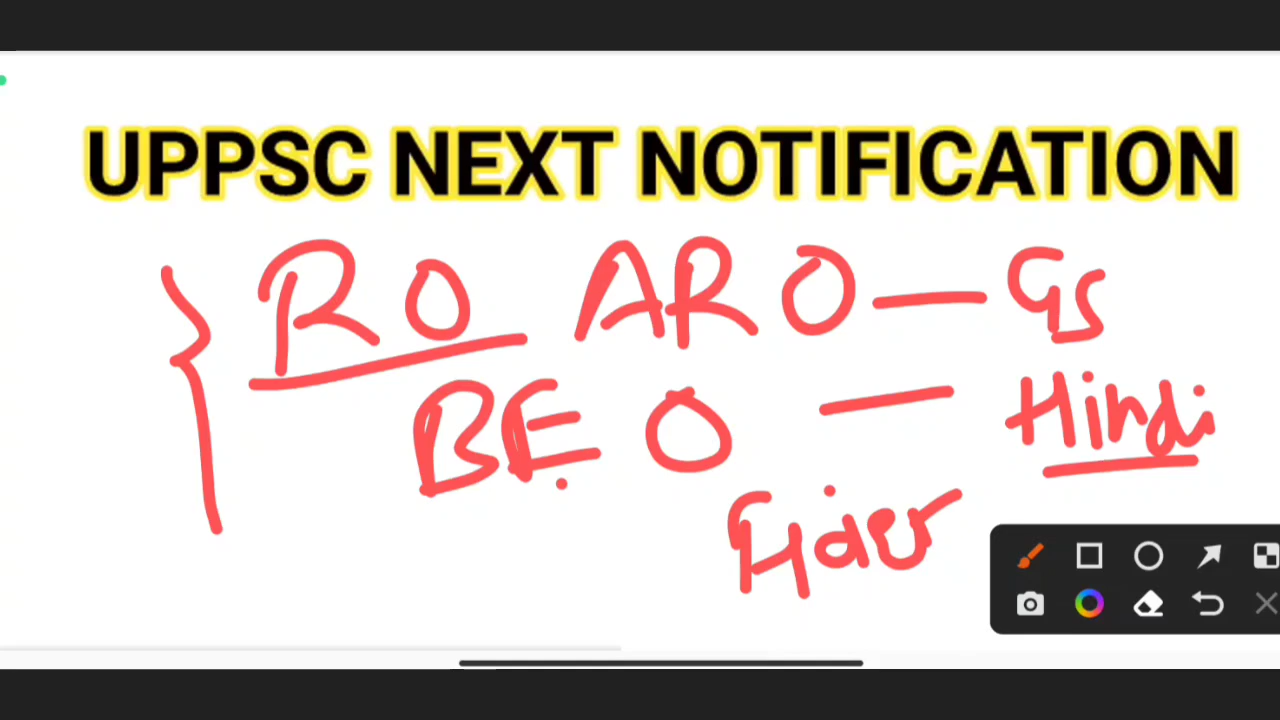 UPPSC NEXT NOTIFICATION
RO ARO — GS
BEO — Hindi